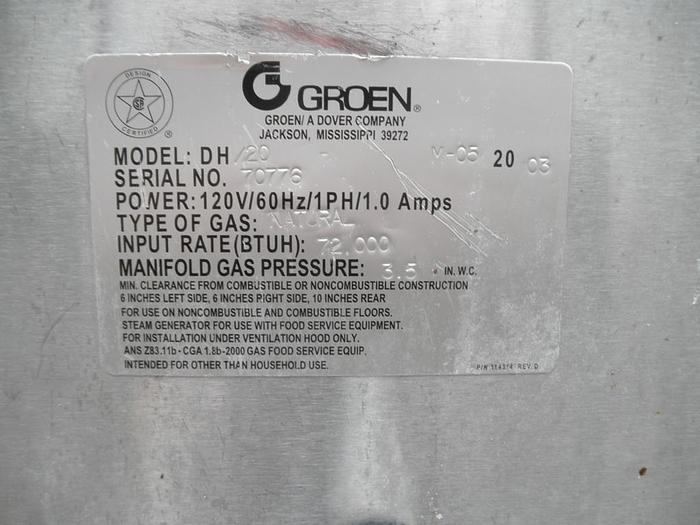 DESIGN
CERTIFIED ®
GROEN®
GROEN/ A DOVER COMPANY
JACKSON, MISSISSIPPI 39272
MODEL: DH/20 - V-05 20 03
SERIAL NO. 70776
POWER: 120V/60Hz/1PH/1.0 Amps
TYPE OF GAS: NATURAL
INPUT RATE(BTUH): 72,000
MANIFOLD GAS PRESSURE: 3.5 IN. W.C.
MIN. CLEARANCE FROM COMBUSTIBLE OR NONCOMBUSTIBLE CONSTRUCTION
6 INCHES LEFT SIDE, 6 INCHES RIGHT SIDE, 10 INCHES REAR
FOR USE ON NONCOMBUSTIBLE AND COMBUSTIBLE FLOORS.
STEAM GENERATOR FOR USE WITH FOOD SERVICE EQUIPMENT.
FOR INSTALLATION UNDER VENTILATION HOOD ONLY.
ANS Z83.11b - CGA 1.8b-2000 GAS FOOD SERVICE EQUIP.
INTENDED FOR OTHER THAN HOUSEHOLD USE.
P/N REV. D